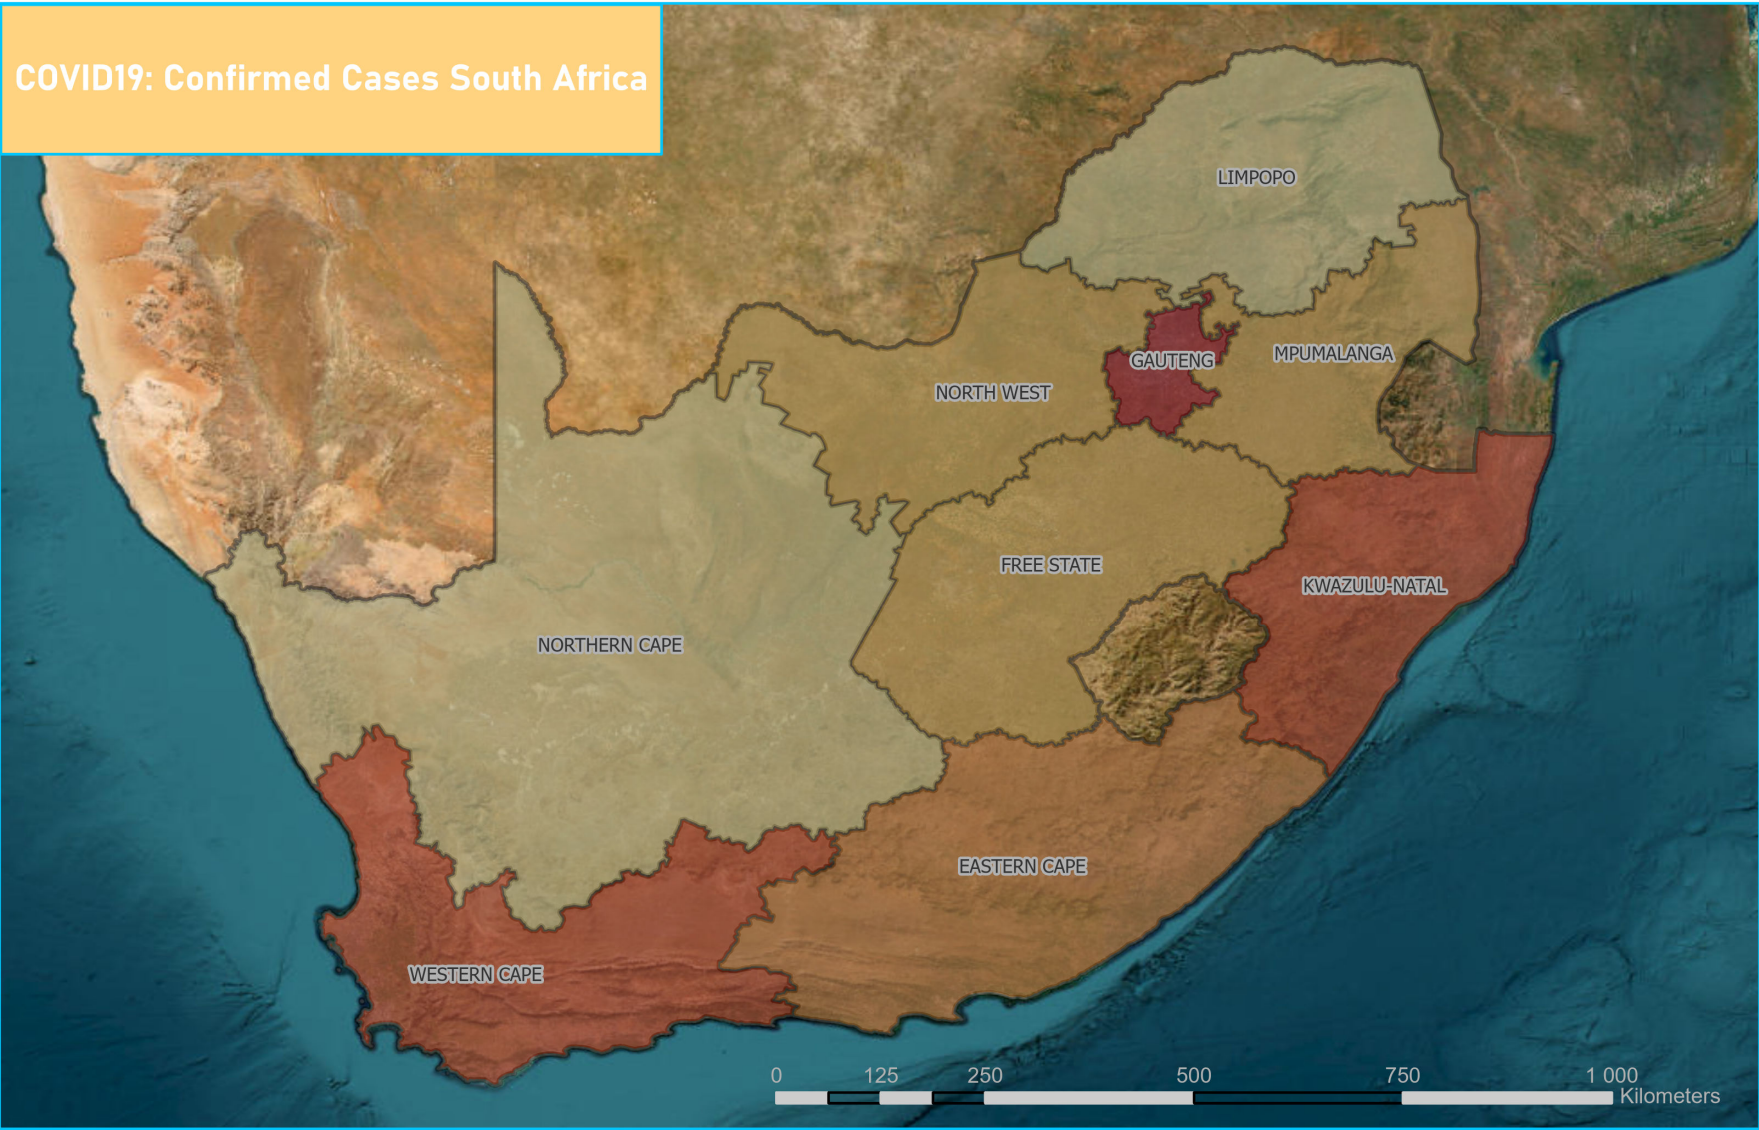 COVID19: Confirmed Cases South Africa
LIMPOPO
GAUTENG
MPUMALANGA
NORTH WEST
FREE STATE
KWAZULU-NATAL
NORTHERN CAPE
EASTERN CAPE
WESTERN CAPE
0 125 250 500 750 1 000
Kilometers